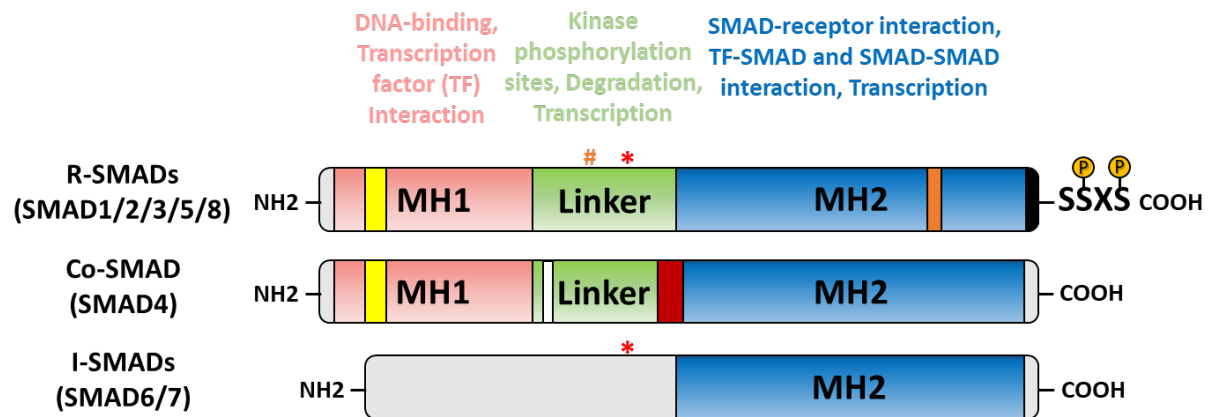 DNA-binding,
Transcription
factor (TF)
Interaction
Kinase
phosphorylation
sites, Degradation,
Transcription
SMAD-receptor interaction,
TF-SMAD and SMAD-SMAD
interaction, Transcription
# *
R-SMADs
(SMAD1/2/3/5/8)
NH2 MH1 Linker MH2 P P SSXS COOH
Co-SMAD
(SMAD4)
NH2 MH1 Linker MH2 COOH
*
I-SMADs
(SMAD6/7)
NH2 MH2 COOH